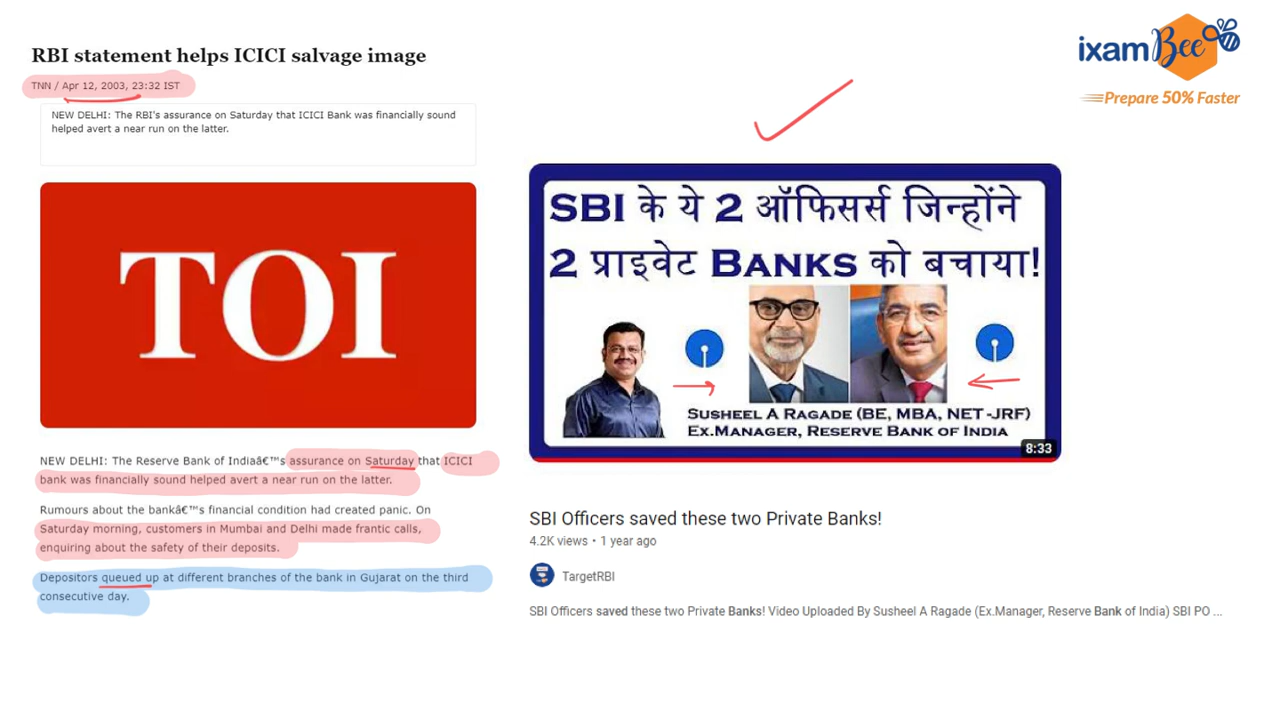 RBI statement helps ICICI salvage image
TNN / Apr 12, 2003, 23:32 IST
NEW DELHI: The RBI's assurance on Saturday that ICICI Bank was financially sound
helped avert a near run on the latter.
TOI
NEW DELHI: The Reserve Bank of Indiaâ€™s assurance on Saturday that ICICI
bank was financially sound helped avert a near run on the latter.
Rumours about the bankâ€™s financial condition had created panic. On
Saturday morning, customers in Mumbai and Delhi made frantic calls,
enquiring about the safety of their deposits.
Depositors queued up at different branches of the bank in Gujarat on the third
consecutive day.
ixamBee
Prepare 50% Faster
SBI के ये 2 ऑफिसर्स जिन्होंने
2 प्राइवेट BANKS को बचाया!
SUSHEEL A RAGADE (BE, MBA, NET -JRF)
EX.MANAGER, RESERVE BANK OF INDIA
8:33
SBI Officers saved these two Private Banks!
4.2K views • 1 year ago
TargetRBI
SBI Officers saved these two Private Banks! Video Uploaded By Susheel A Ragade (Ex.Manager, Reserve Bank of India) SBI PO ...